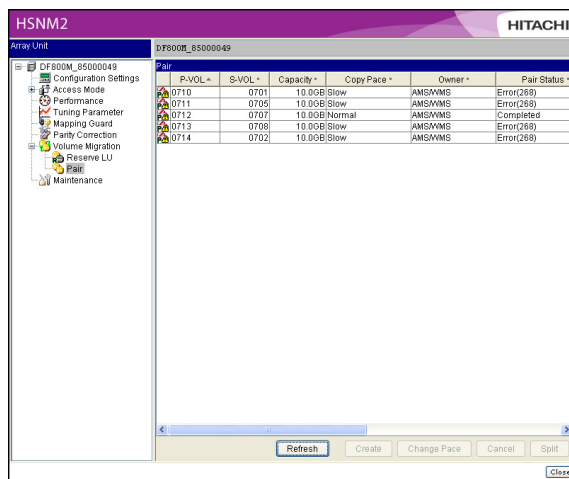 HSNM2
HITACHI
Array Unit
DF800M_85000049
DF800M_85000049
Configuration Settings
Access Mode
Performance
Tuning Parameter
Mapping Guard
Parity Correction
Volume Migration
Reserve LU
Pair
Maintenance
Pair
P-VOL S-VOL Capacity Copy Pace Owner Pair Status
0710 0701 10.0GB Slow AMS/WMS Error(268)
0711 0705 10.0GB Slow AMS/WMS Error(268)
0712 0707 10.0GB Normal AMS/WMS Completed
0713 0708 10.0GB Slow AMS/WMS Error(268)
0714 0702 10.0GB Slow AMS/WMS Error(268)
Refresh Create Change Pace Cancel Split
Close